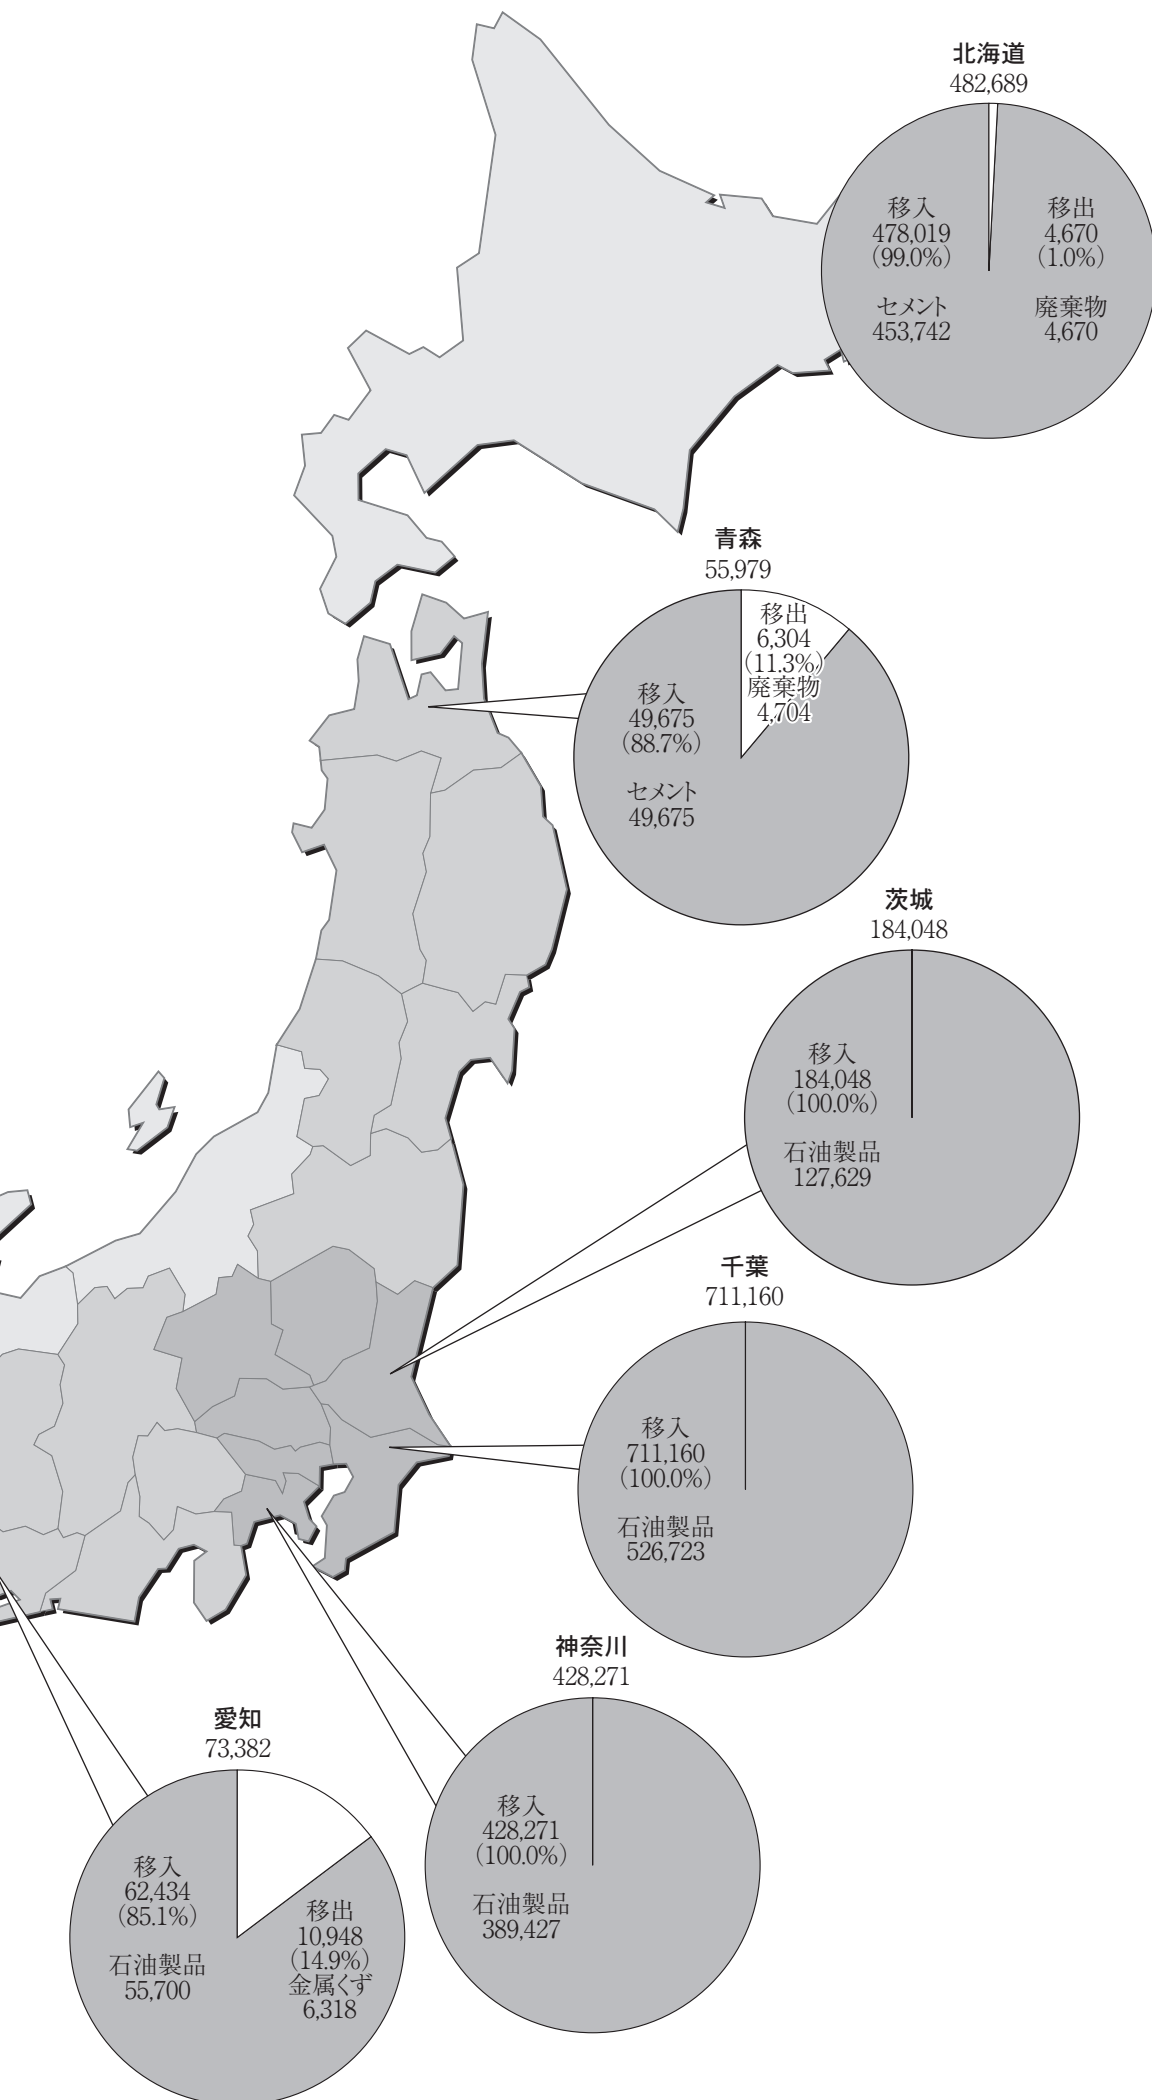 北海道
482,689
移入
478,019
(99.0%)
セメント
453,742
移出
4,670
(1.0%)
廃棄物
4,670
青森
55,979
移出
6,304
(11.3%)
廃棄物
4,704
移入
49,675
(88.7%)
セメント
49,675
茨城
184,048
移入
184,048
(100.0%)
石油製品
127,629
千葉
711,160
移入
711,160
(100.0%)
石油製品
526,723
神奈川
428,271
移入
428,271
(100.0%)
石油製品
389,427
愛知
73,382
移入
62,434
(85.1%)
石油製品
55,700
移出
10,948
(14.9%)
金属くず
6,318